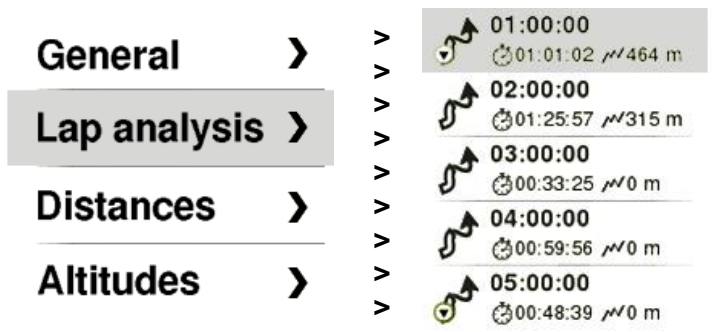 General ❯
Lap analysis ❯
Distances ❯
Altitudes ❯
>
>
>
>
>
>
>
>
>
01:00:00
01:01:02 464 m
02:00:00
01:25:57 315 m
03:00:00
00:33:25 0 m
04:00:00
00:59:56 0 m
05:00:00
00:48:39 0 m